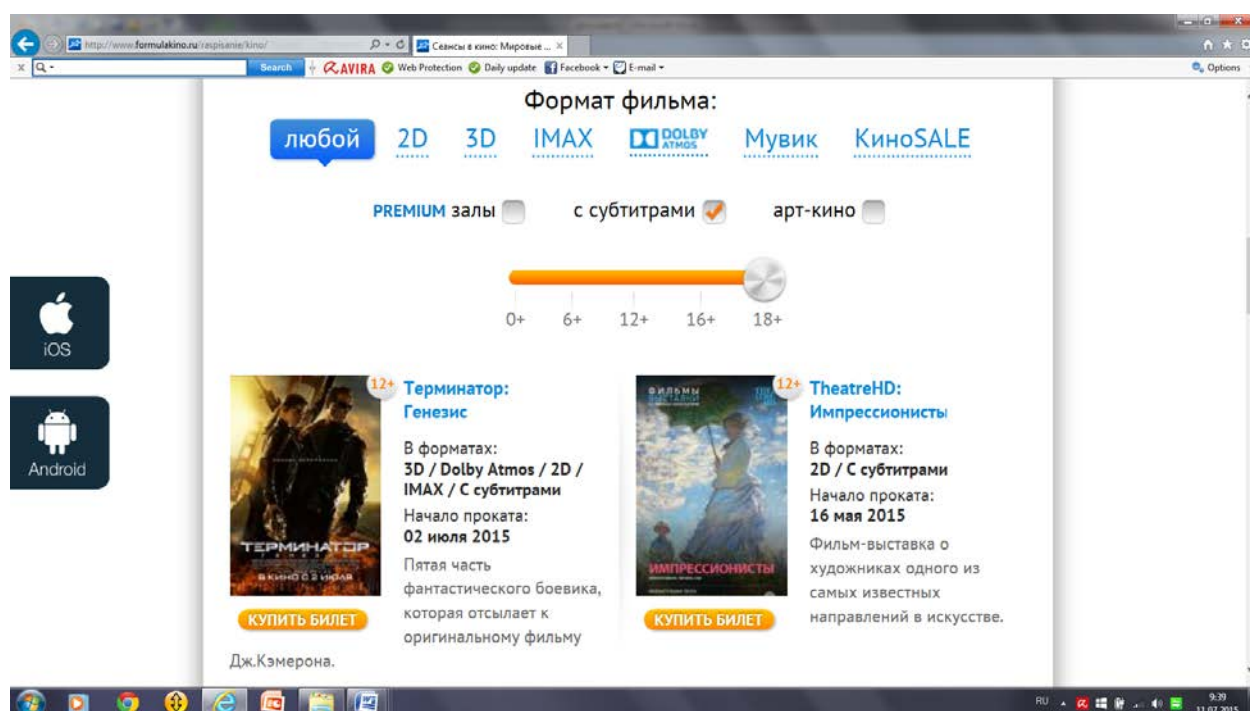 http://www.formulakino.ru/raspisanie/kino/
Сеансы в кино: Мировые ...
Search AVIRA Web Protection Daily update Facebook E-mail Options
Формат фильма:
любой 2D 3D IMAX DOLBY ATMOS Мувик КиноSALE
PREMIUM залы с субтитрами арт-кино
0+ 6+ 12+ 16+ 18+
iOS
Android
12+
Терминатор:
Генезис
В форматах:
3D / Dolby Atmos / 2D /
IMAX / С субтитрами
Начало проката:
02 июля 2015
Пятая часть
фантастического боевика,
которая отсылает к
оригинальному фильму
Дж.Кэмерона.
ТЕРМИНАТОР
ГЕНЕЗИС
В КИНО С 2 ИЮЛЯ
КУПИТЬ БИЛЕТ
12+
TheatreHD:
Импрессионисты
В форматах:
2D / С субтитрами
Начало проката:
16 мая 2015
Фильм-выставка о
художниках одного из
самых известных
направлений в искусстве.
ФИЛЬМЫ
ВЫСТАВКИ
ИМПРЕССИОНИСТЫ
КУПИТЬ БИЛЕТ
RU
9:39
11.07.2015